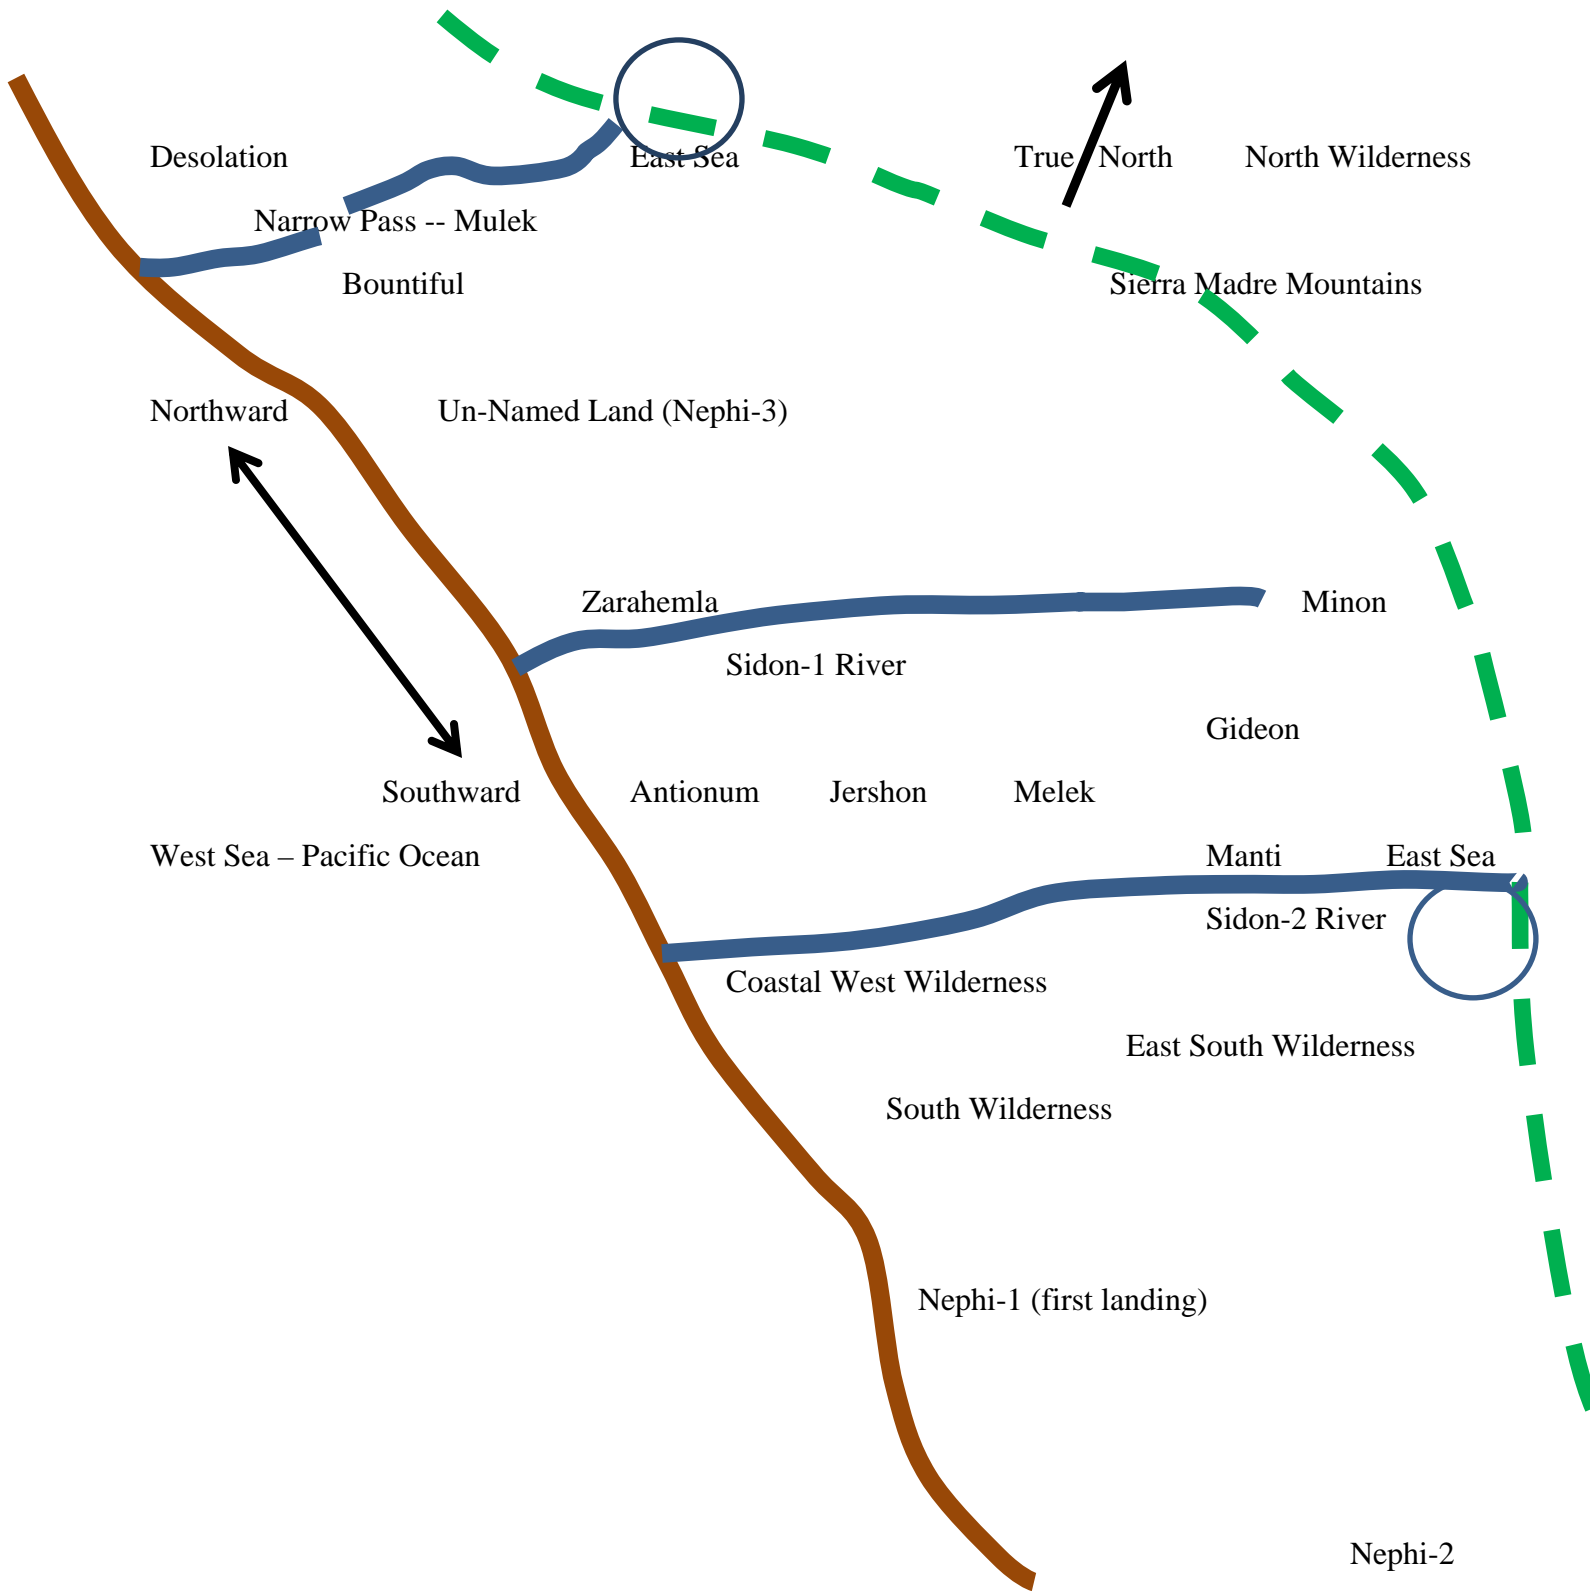 Desolation East Sea True North North Wilderness
Narrow Pass -- Mulek
Bountiful Sierra Madre Mountains
Northward Un-Named Land (Nephi-3)
Zarahemla Minon
Sidon-1 River
Gideon
Southward Antionum Jershon Melek
West Sea – Pacific Ocean Manti East Sea
Sidon-2 River
Coastal West Wilderness
East South Wilderness
South Wilderness
Nephi-1 (first landing)
Nephi-2